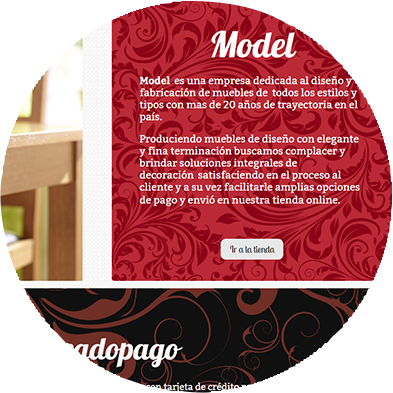 Model
Model es una empresa dedicada al diseño y
fabricación de muebles de todos los estilos y
tipos con mas de 20 años de trayectoria en el
país.
Produciendo muebles de diseño con elegante
y fina terminación buscamos complacer y
brindar soluciones integrales de
decoración satisfaciendo en el proceso al
cliente y a su vez facilitarle amplias opciones
de pago y envió en nuestra tienda online.
Ir a la tienda
adopago
con tarjeta de crédito